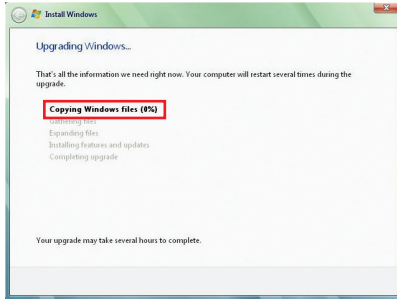 Install Windows
Upgrading Windows...
That's all the information we need right now. Your computer will restart several times during the
upgrade.
Copying Windows files (0%)
Gathering files
Expanding files
Installing features and updates
Completing upgrade
Your upgrade may take several hours to complete.